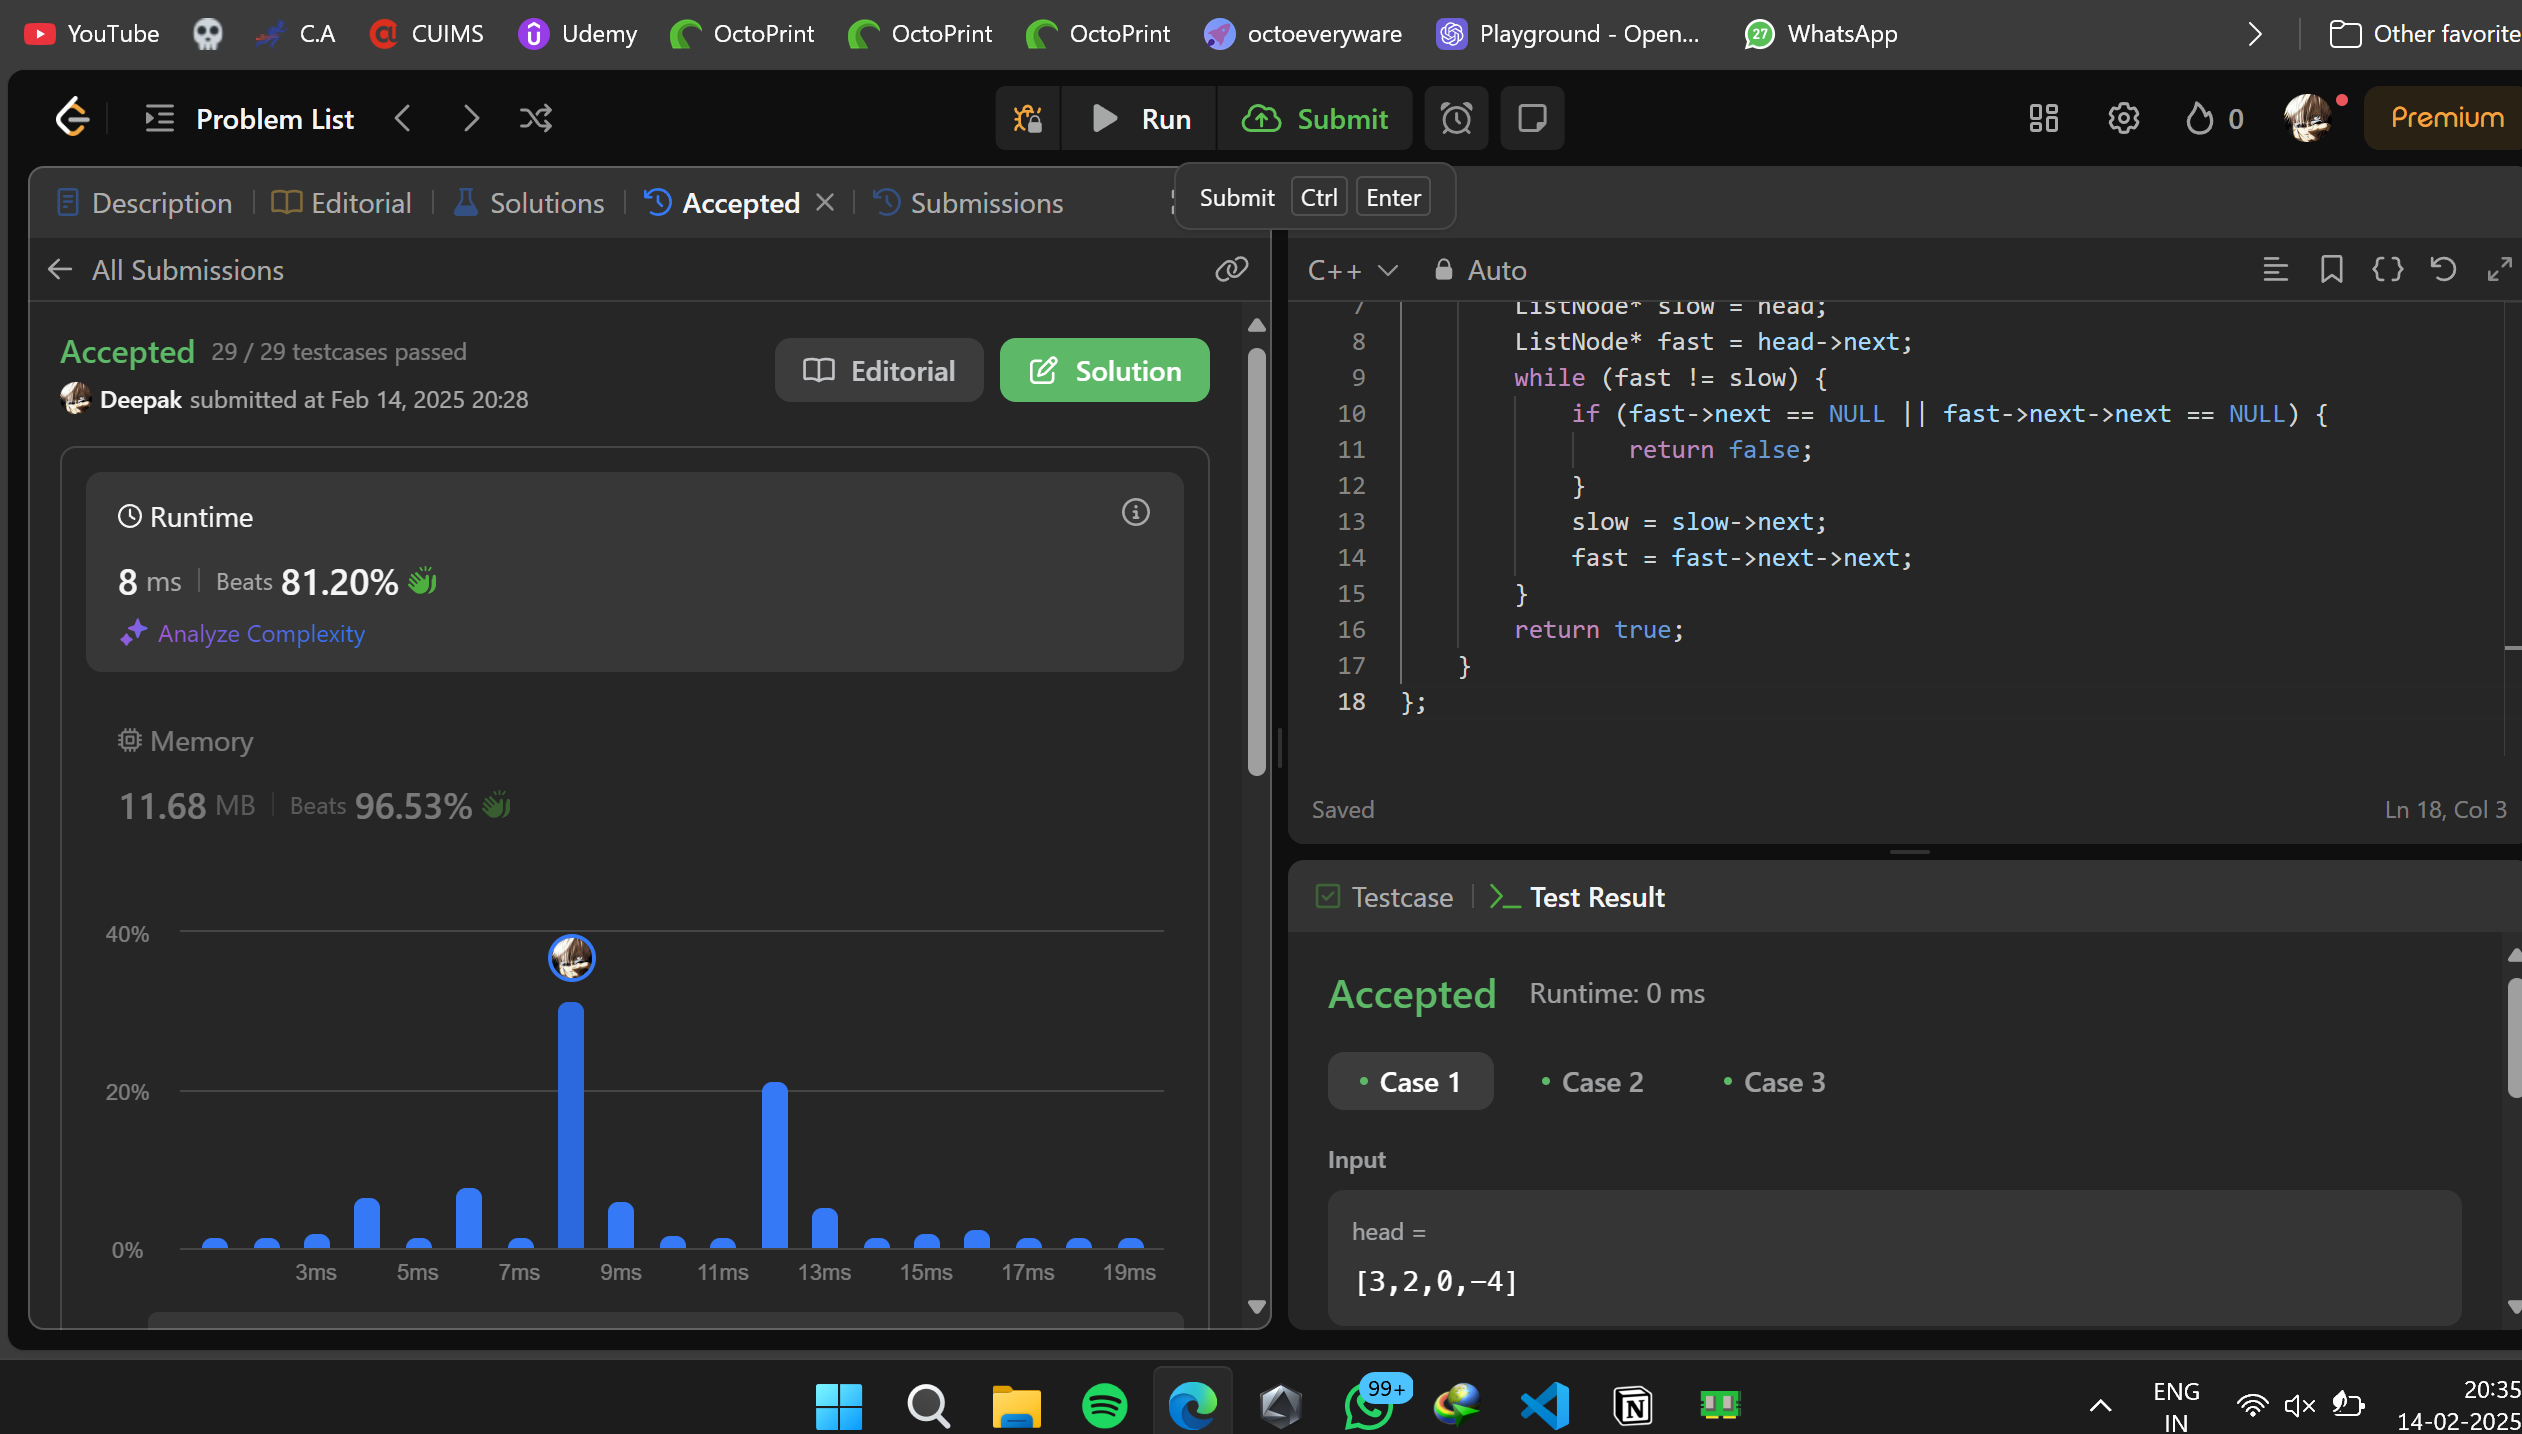 YouTube C.A CUIMS Udemy OctoPrint OctoPrint OctoPrint octoeveryware Playground - Open... 27 WhatsApp Other favorite
Problem List Run Submit 0 Premium
Description Editorial Solutions Accepted Submissions
Submit Ctrl Enter
All Submissions
Accepted 29 / 29 testcases passed
Deepak submitted at Feb 14, 2025 20:28
Editorial Solution
Runtime
8 ms Beats 81.20%
Analyze Complexity
Memory
11.68 MB Beats 96.53%
40%
20%
0%
3ms 5ms 7ms 9ms 11ms 13ms 15ms 17ms 19ms
C++ Auto
7 ListNode* slow = head;
8 ListNode* fast = head->next;
9 while (fast != slow) {
10 if (fast->next == NULL || fast->next->next == NULL) {
11 return false;
12 }
13 slow = slow->next;
14 fast = fast->next->next;
15 }
16 return true;
17 }
18 };
Saved Ln 18, Col 3
Testcase Test Result
Accepted Runtime: 0 ms
Case 1 Case 2 Case 3
Input
head =
[3,2,0,-4]
99+
ENG
IN
20:35
14-02-2025